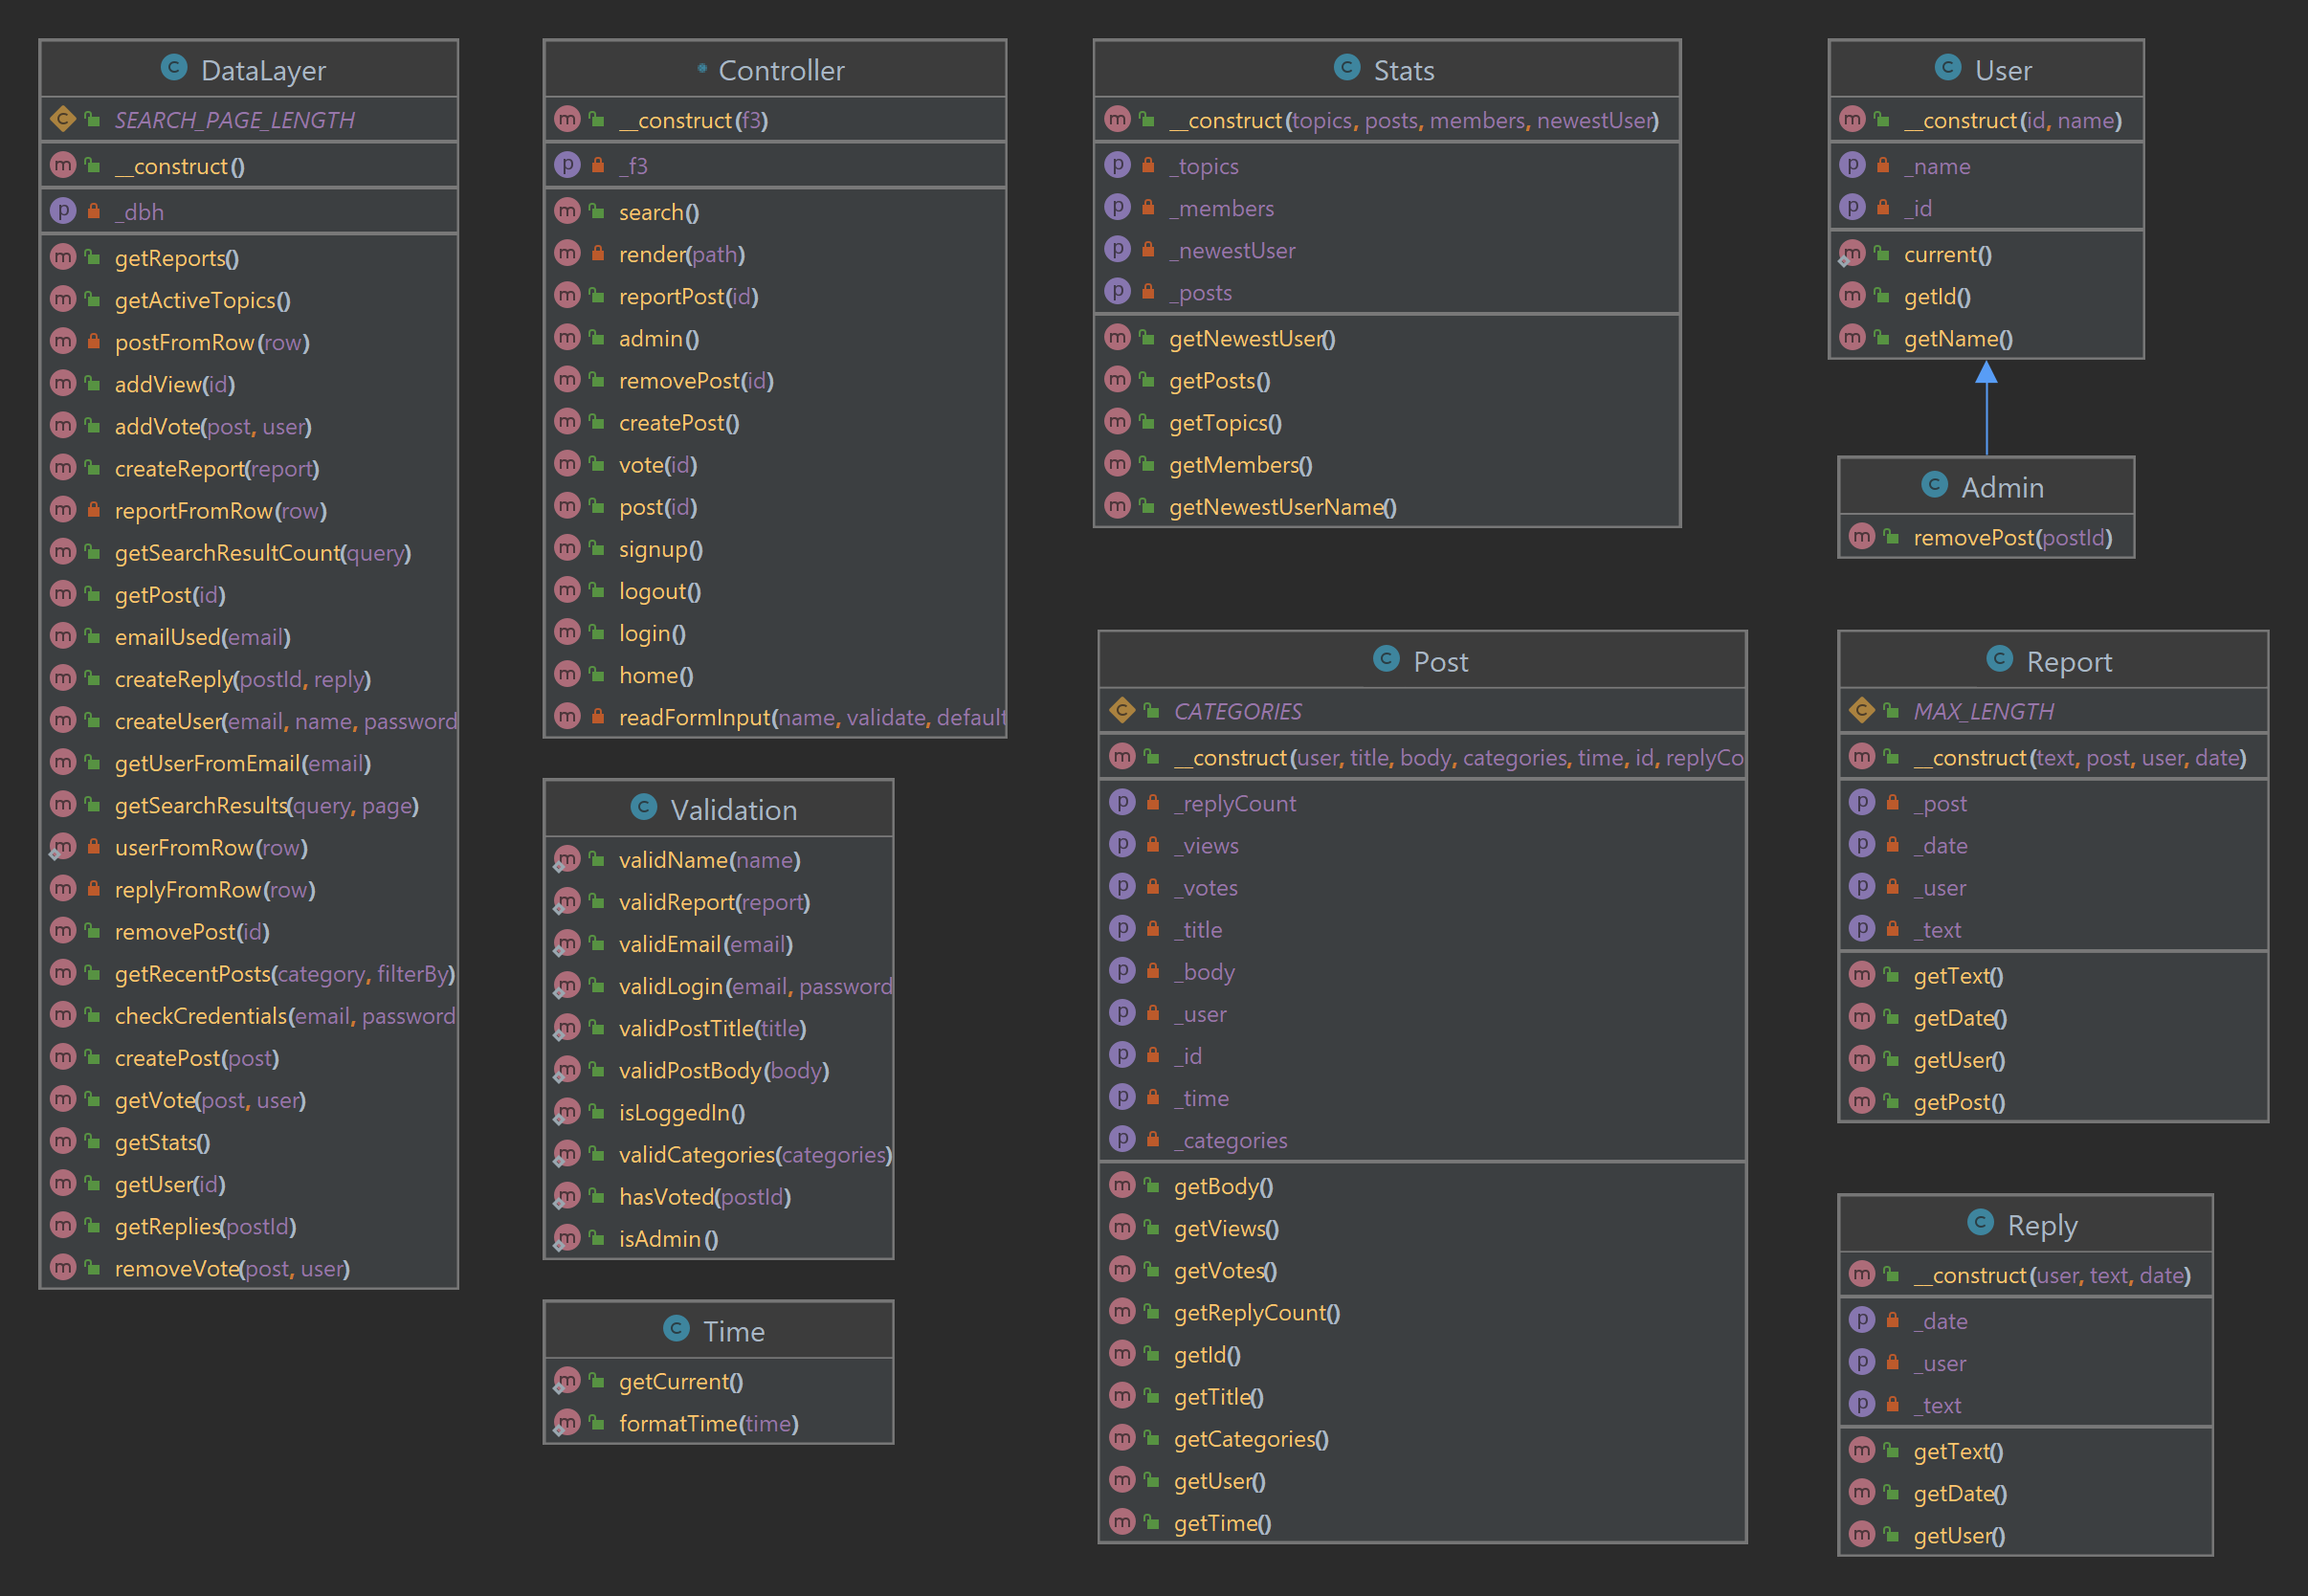 DataLayer
SEARCH_PAGE_LENGTH
__construct()
_dbh
getReports()
getActiveTopics()
postFromRow(row)
addView(id)
addVote(post, user)
createReport(report)
reportFromRow(row)
getSearchResultCount(query)
getPost(id)
emailUsed(email)
createReply(postId, reply)
createUser(email, name, password
getUserFromEmail(email)
getSearchResults(query, page)
userFromRow(row)
replyFromRow(row)
removePost(id)
getRecentPosts(category, filterBy)
checkCredentials(email, password
createPost(post)
getVote(post, user)
getStats()
getUser(id)
getReplies(postId)
removeVote(post, user)
Controller
__construct(f3)
_f3
search()
render(path)
reportPost(id)
admin()
removePost(id)
createPost()
vote(id)
post(id)
signup()
logout()
login()
home()
readFormInput(name, validate, default
Validation
validName(name)
validReport(report)
validEmail(email)
validLogin(email, password
validPostTitle(title)
validPostBody(body)
isLoggedIn()
validCategories(categories)
hasVoted(postId)
isAdmin()
Time
getCurrent()
formatTime(time)
Stats
__construct(topics, posts, members, newestUser)
_topics
_members
_newestUser
_posts
getNewestUser()
getPosts()
getTopics()
getMembers()
getNewestUserName()
Post
CATEGORIES
__construct(user, title, body, categories, time, id, replyCo
_replyCount
_views
_votes
_title
_body
_user
_id
_time
_categories
getBody()
getViews()
getVotes()
getReplyCount()
getId()
getTitle()
getCategories()
getUser()
getTime()
User
__construct(id, name)
_name
_id
current()
getId()
getName()
Admin
removePost(postId)
Report
MAX_LENGTH
__construct(text, post, user, date)
_post
_date
_user
_text
getText()
getDate()
getUser()
getPost()
Reply
__construct(user, text, date)
_date
_user
_text
getText()
getDate()
getUser()